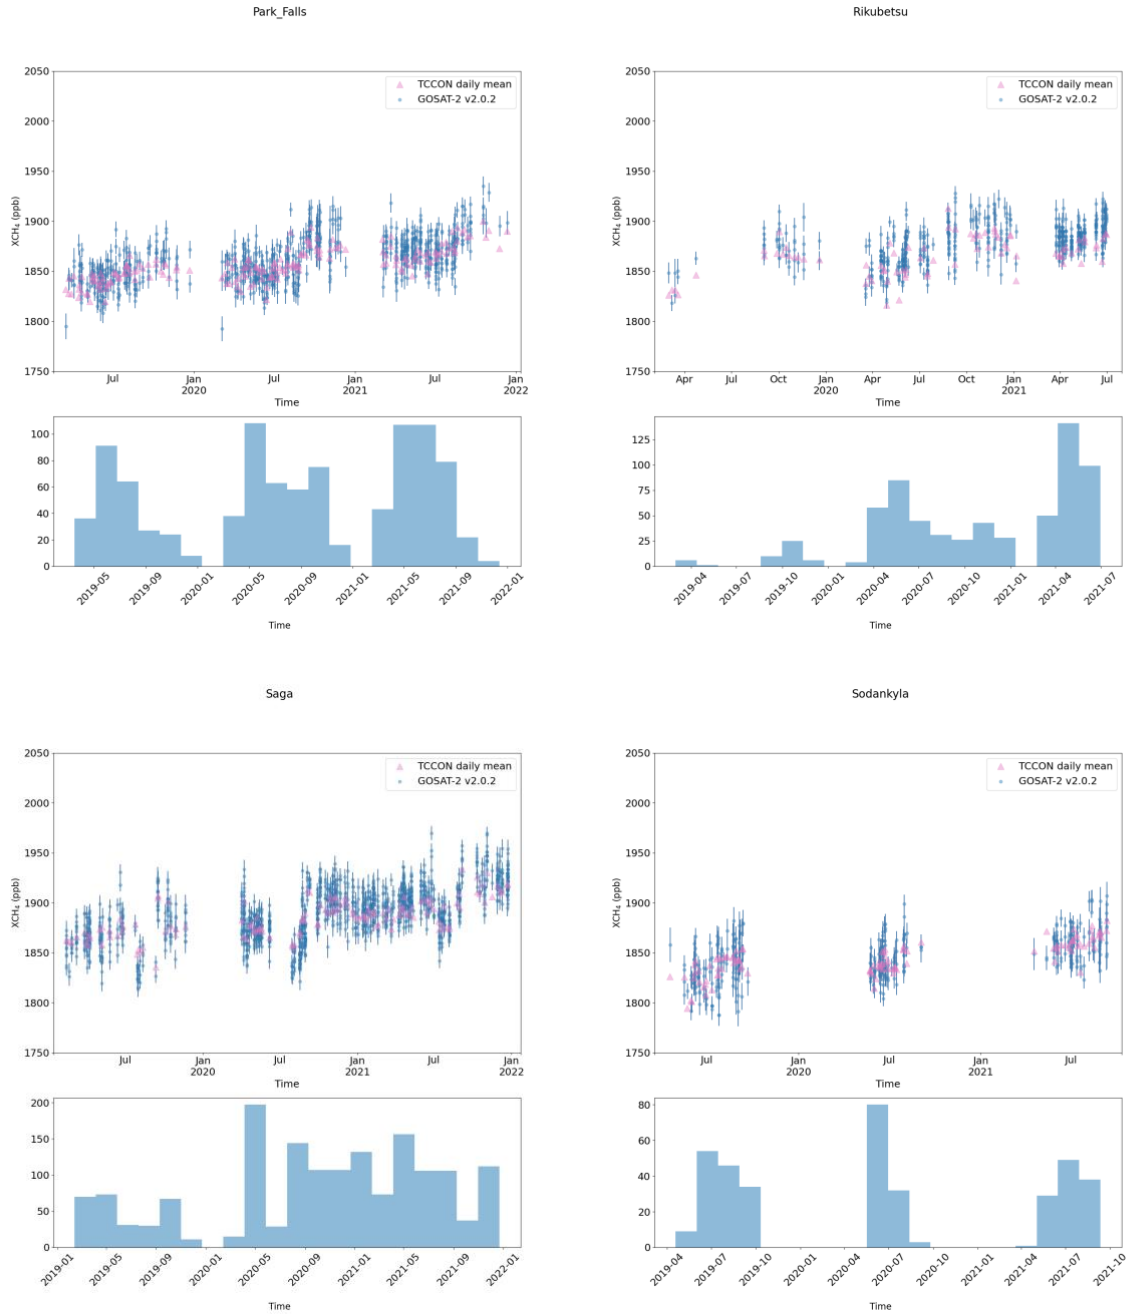 Park_Falls
2050
2000
1950
1900
1850
1800
1750
XCH₄ (ppb)
TCCON daily mean
GOSAT-2 v2.0.2
Jul
Jan
2020
Jul
Jan
2021
Jul
Jan
2022
Time
100
80
60
40
20
0
2019-05
2019-09
2020-01
2020-05
2020-09
2021-01
2021-05
2021-09
2022-01
Time
Rikubetsu
2050
2000
1950
1900
1850
1800
1750
XCH₄ (ppb)
TCCON daily mean
GOSAT-2 v2.0.2
Apr
Jul
Oct
Jan
2020
Apr
Jul
Oct
Jan
2021
Apr
Jul
Time
125
100
75
50
25
0
2019-04
2019-07
2019-10
2020-01
2020-04
2020-07
2020-10
2021-01
2021-04
2021-07
Time
Saga
2050
2000
1950
1900
1850
1800
1750
XCH₄ (ppb)
TCCON daily mean
GOSAT-2 v2.0.2
Jul
Jan
2020
Jul
Jan
2021
Jul
Jan
2022
Time
200
150
100
50
0
2019-01
2019-05
2019-09
2020-01
2020-05
2020-09
2021-01
2021-05
2021-09
2022-01
Time
Sodankyla
2050
2000
1950
1900
1850
1800
1750
XCH₄ (ppb)
TCCON daily mean
GOSAT-2 v2.0.2
Jul
Jan
2020
Jul
Jan
2021
Jul
Time
80
60
40
20
0
2019-04
2019-07
2019-10
2020-01
2020-04
2020-07
2020-10
2021-01
2021-04
2021-07
2021-10
Time